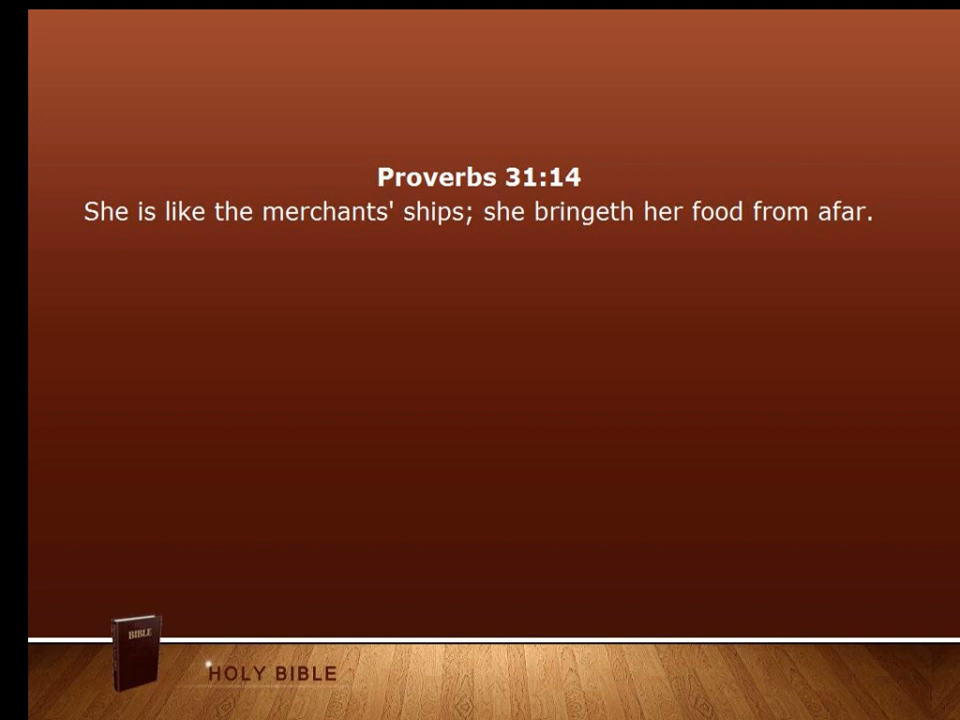 Proverbs 31:14
She is like the merchants' ships; she bringeth her food from afar.
BIBLE
HOLY BIBLE